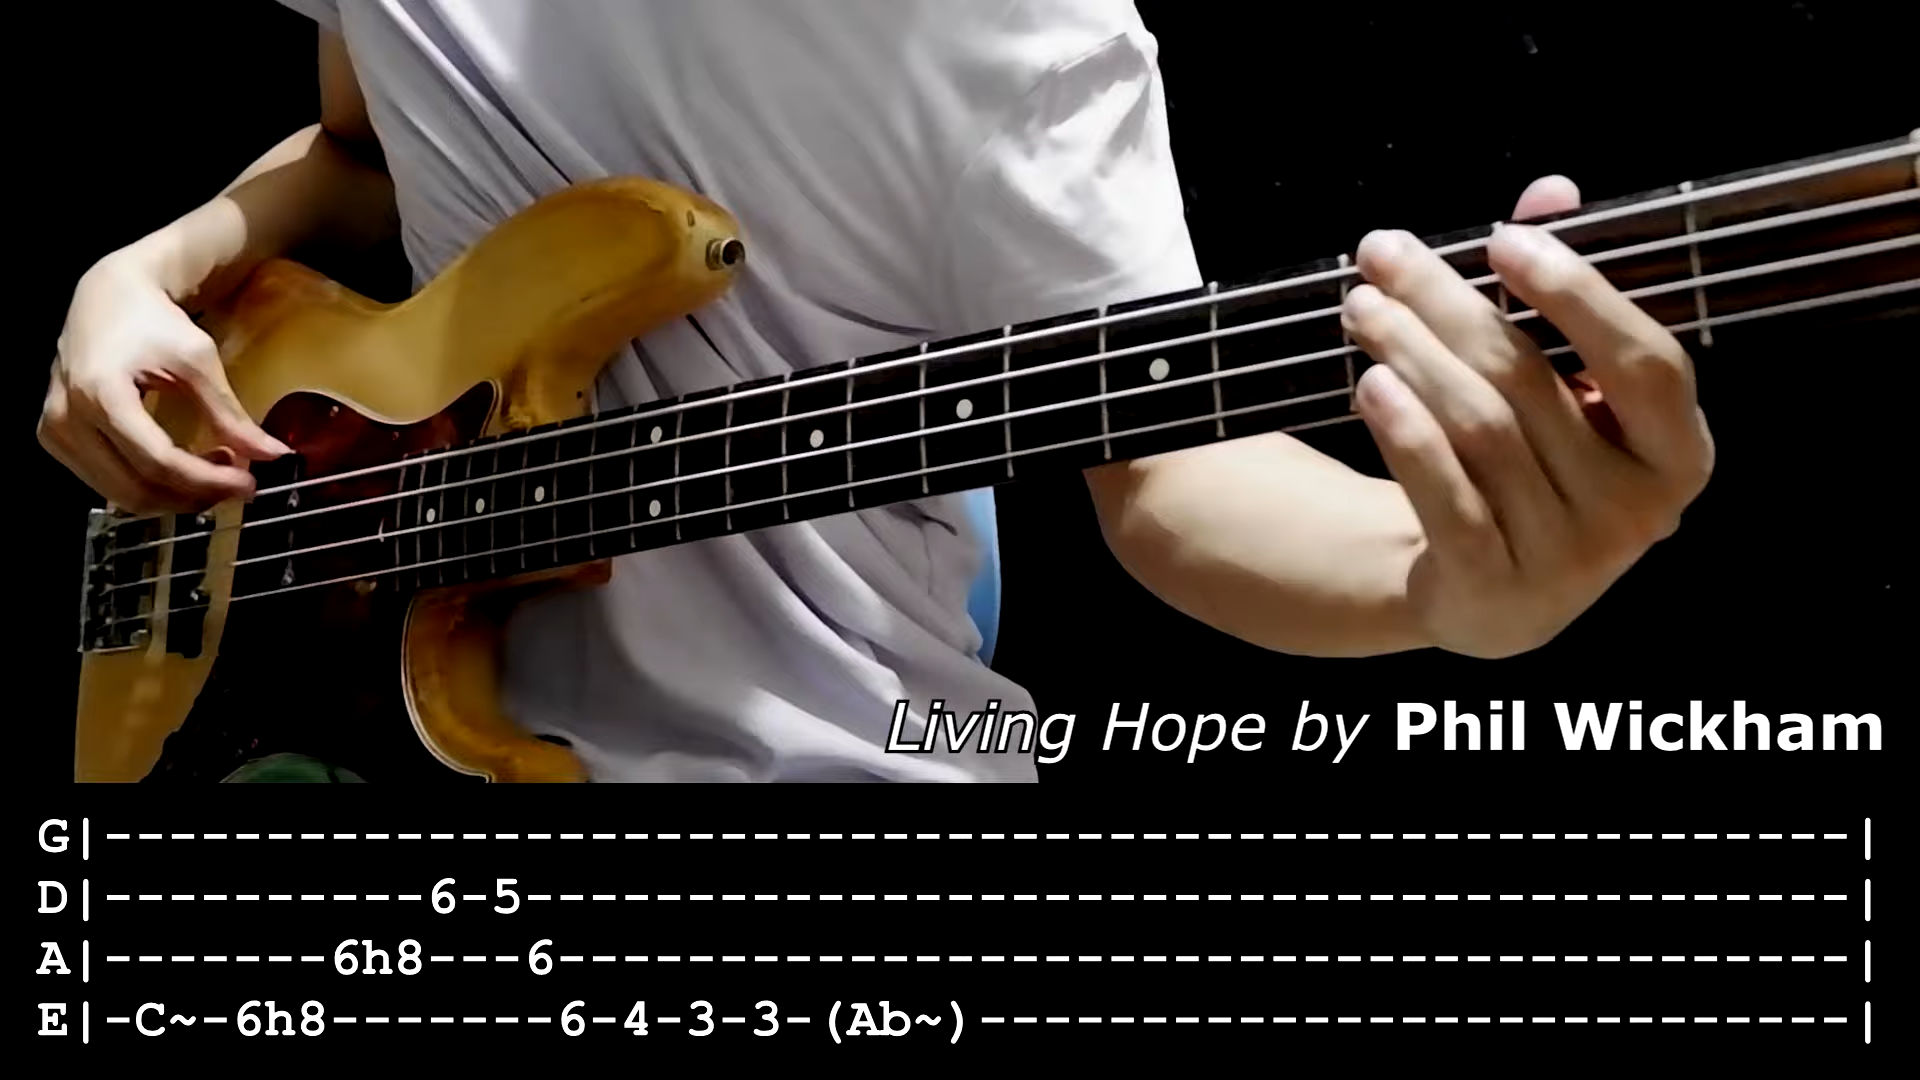 Living Hope by Phil Wickham
G|------------------------------------------------------|
D|----------6-5-----------------------------------------|
A|-------6h8---6----------------------------------------|
E|-C~-6h8-------6-4-3-3-(Ab~)---------------------------|